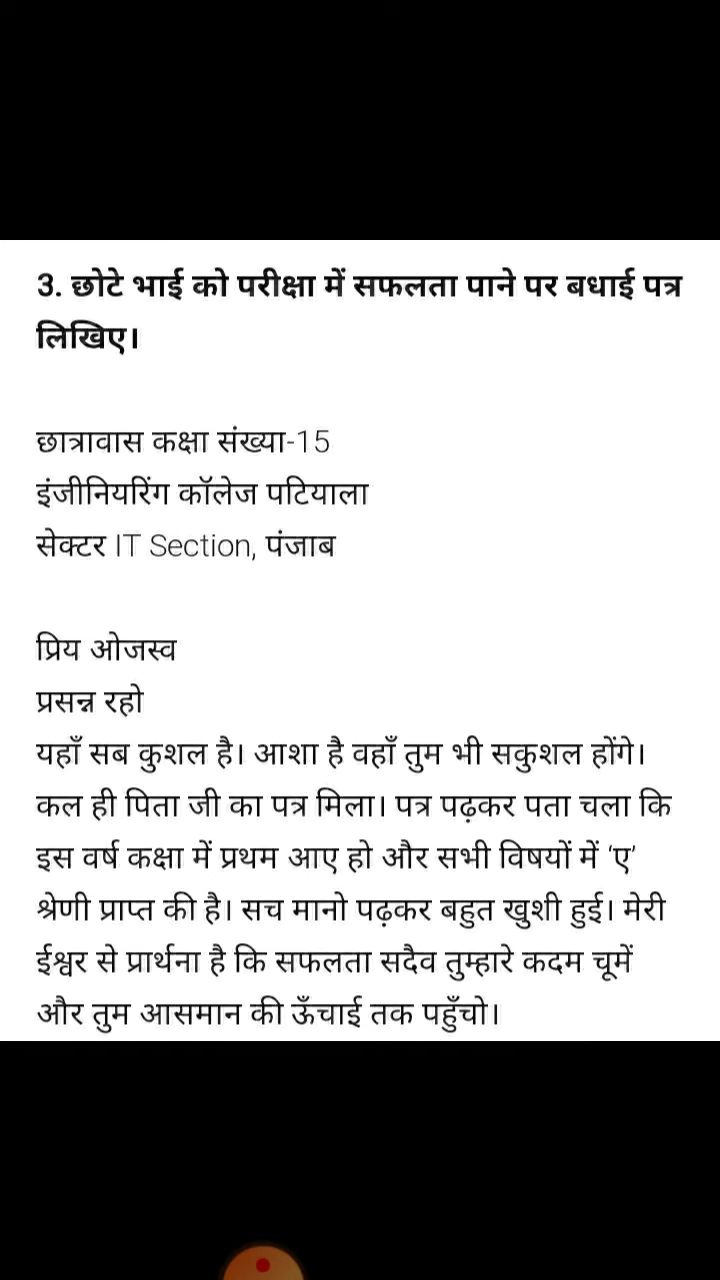 3. छोटे भाई को परीक्षा में सफलता पाने पर बधाई पत्र
लिखिए।
छात्रावास कक्षा संख्या-15
इंजीनियरिंग कॉलेज पटियाला
सेक्टर IT Section, पंजाब
प्रिय ओजस्व
प्रसन्न रहो
यहाँ सब कुशल है। आशा है वहाँ तुम भी सकुशल होंगे।
कल ही पिता जी का पत्र मिला। पत्र पढ़कर पता चला कि
इस वर्ष कक्षा में प्रथम आए हो और सभी विषयों में ‘ए’
श्रेणी प्राप्त की है। सच मानो पढ़कर बहुत खुशी हुई। मेरी
ईश्वर से प्रार्थना है कि सफलता सदैव तुम्हारे कदम चूमें
और तुम आसमान की ऊँचाई तक पहुँचो।